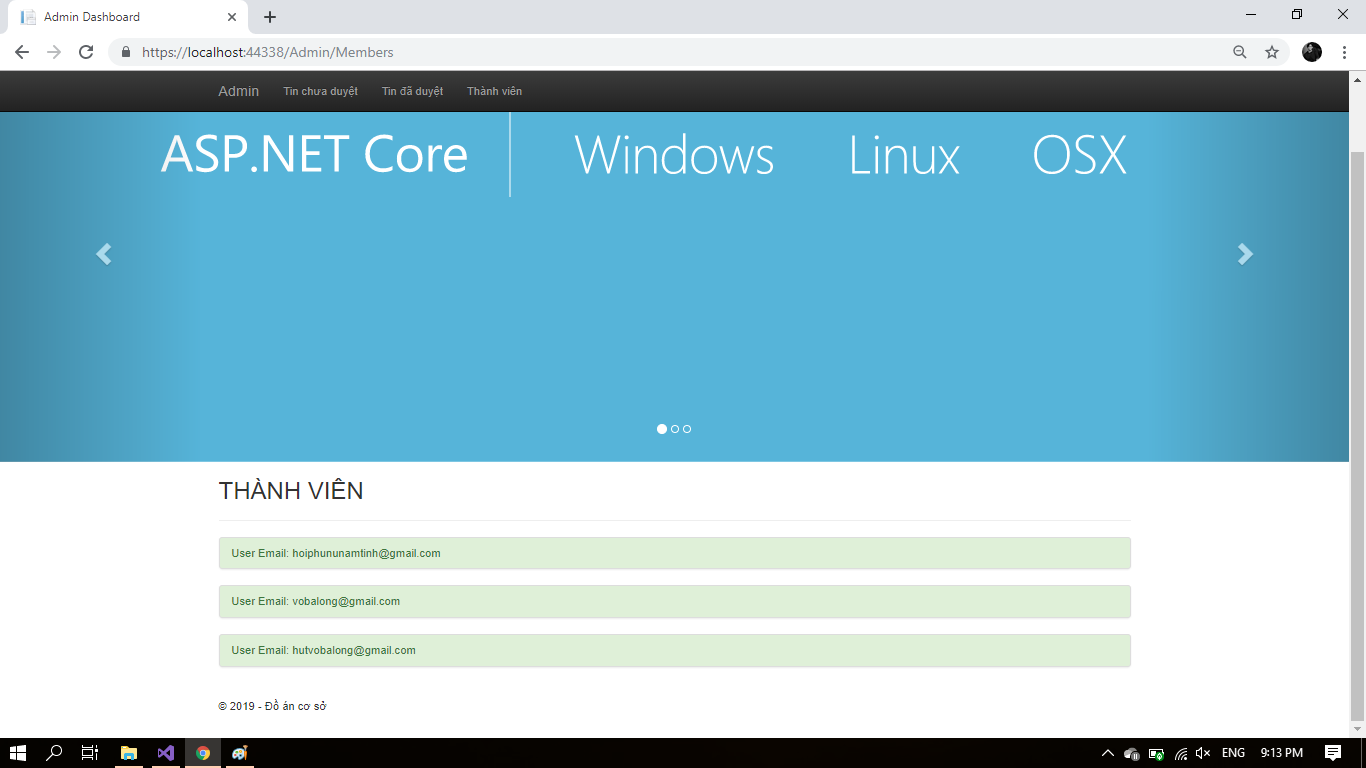 Admin Dashboard
https://localhost:44338/Admin/Members
Admin Tin chưa duyệt Tin đã duyệt Thành viên
ASP.NET Core Windows Linux OSX
THÀNH VIÊN
User Email: hoiphununamtinh@gmail.com
User Email: vobalong@gmail.com
User Email: hutvobalong@gmail.com
© 2019 - Đồ án cơ sở
ENG 9:13 PM